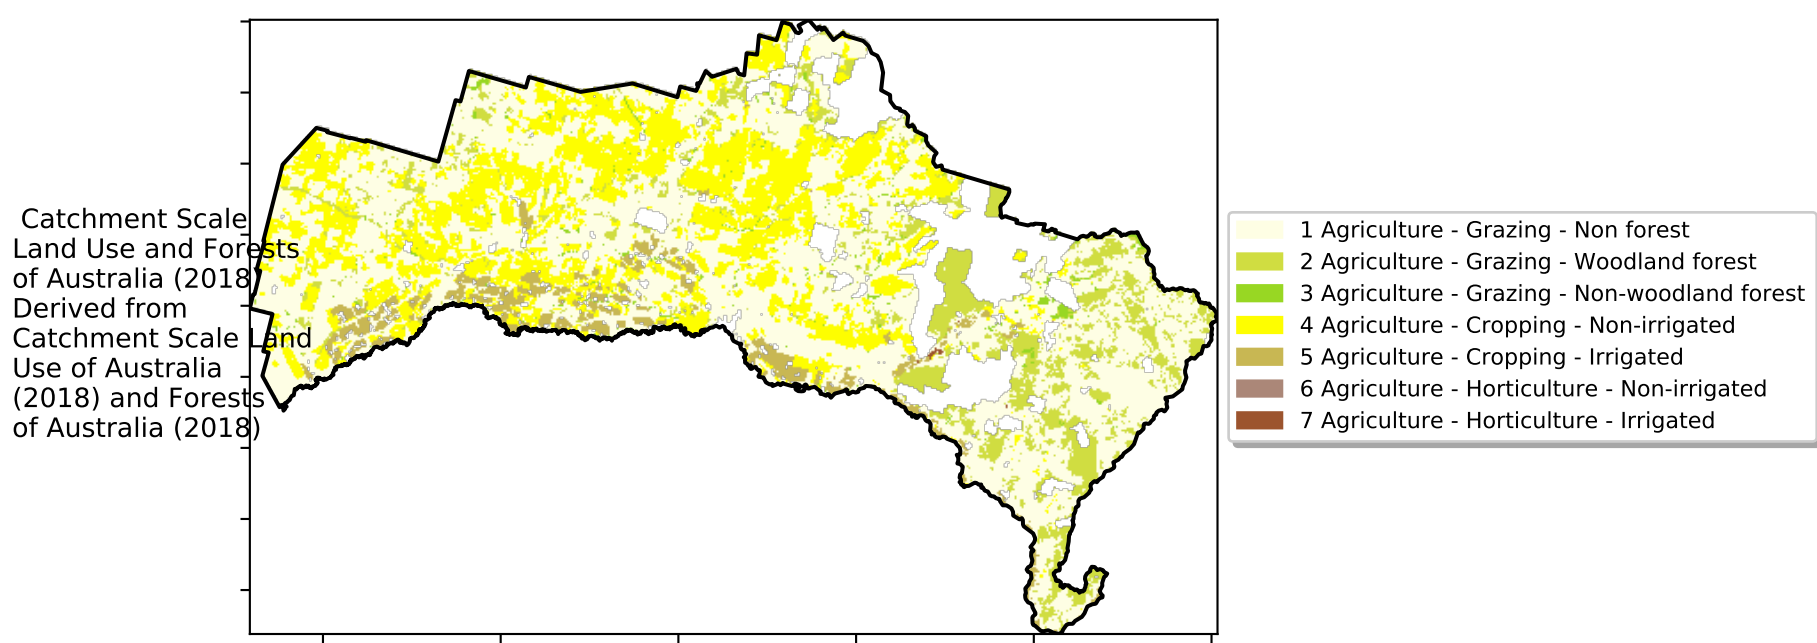 Catchment Scale
Land Use and Forests
of Australia (2018)
Derived from
Catchment Scale Land
Use of Australia
(2018) and Forests
of Australia (2018)
1 Agriculture - Grazing - Non forest
2 Agriculture - Grazing - Woodland forest
3 Agriculture - Grazing - Non-woodland forest
4 Agriculture - Cropping - Non-irrigated
5 Agriculture - Cropping - Irrigated
6 Agriculture - Horticulture - Non-irrigated
7 Agriculture - Horticulture - Irrigated